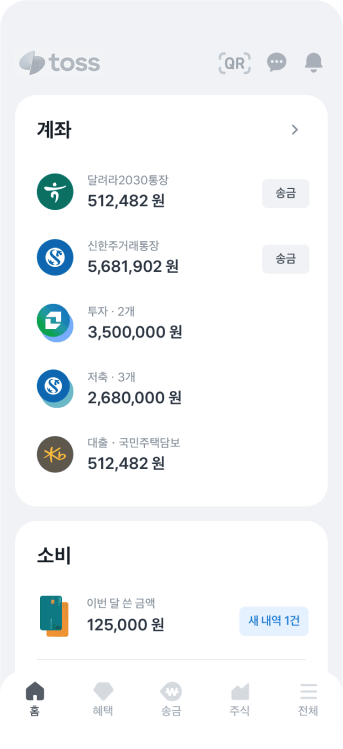 toss
QR
계좌
달러라2030통장
512,482 원
송금
신한주거래통장
5,681,902 원
송금
투자 · 2개
3,500,000 원
저축 · 3개
2,680,000 원
대출 · 국민주택담보
512,482 원
소비
이번 달 쓴 금액
125,000 원
새 내역 1건
홈
혜택
송금
주식
전체